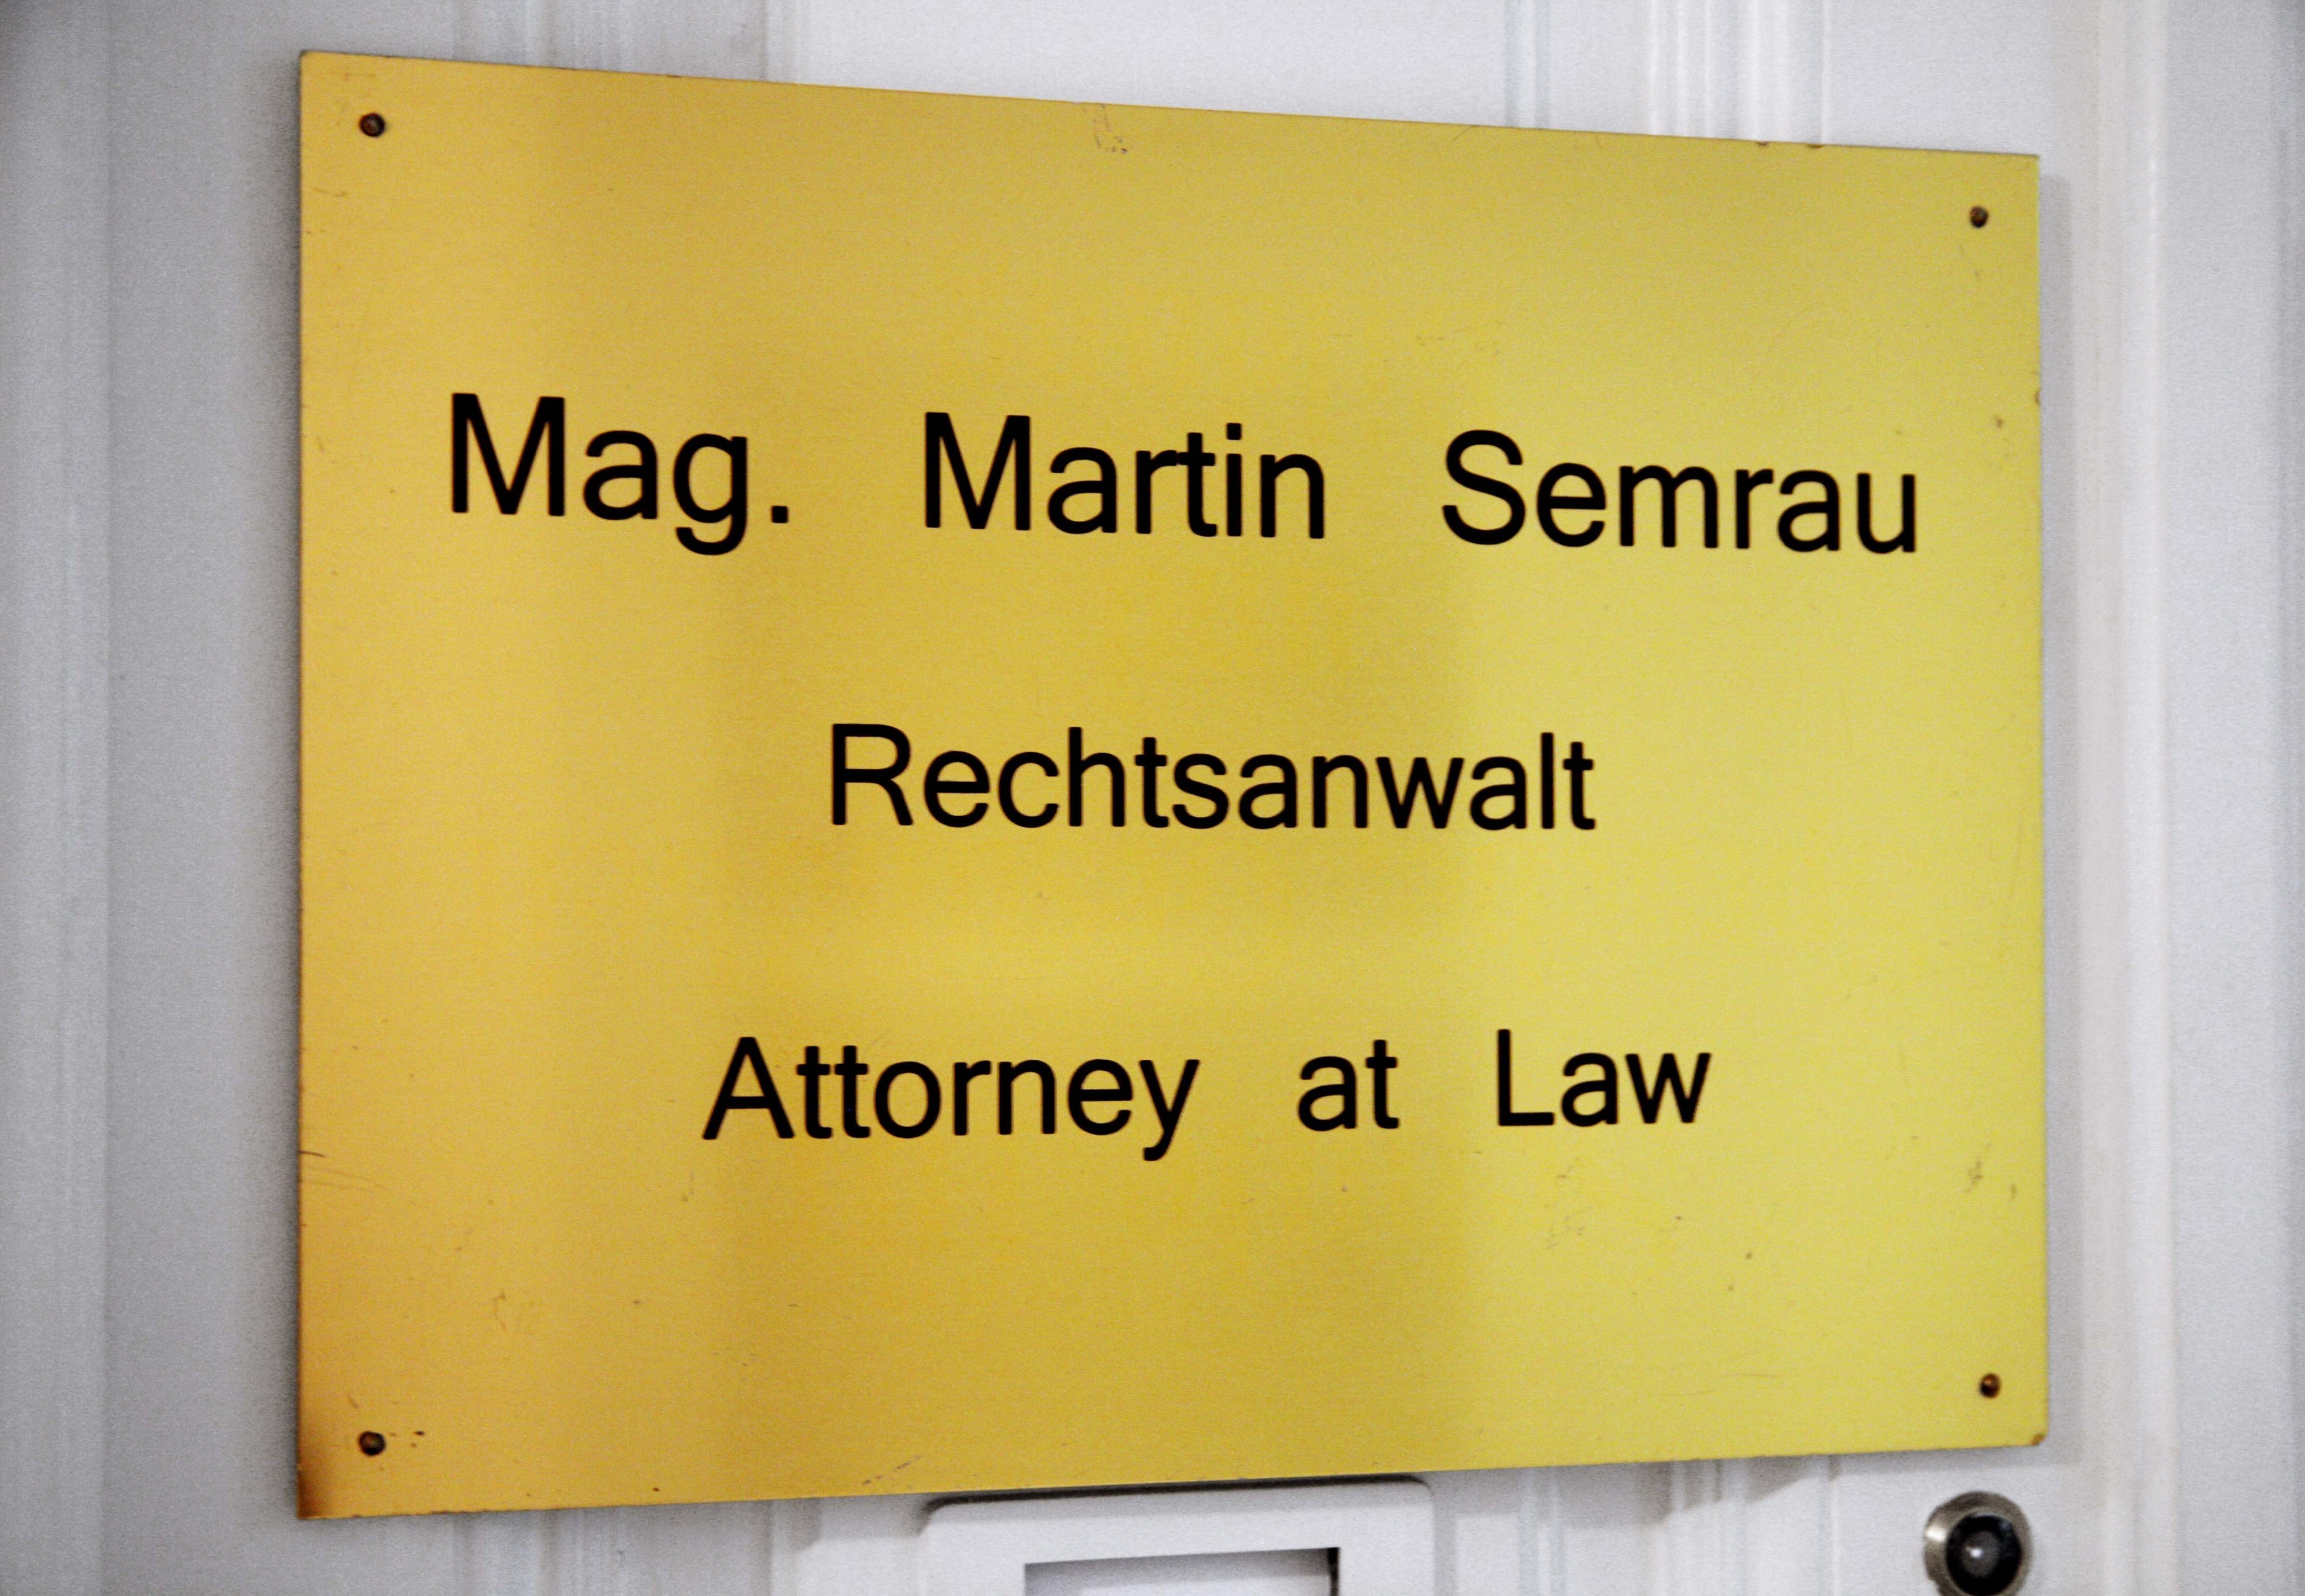 Mag. Martin Semrau
Rechtsanwalt
Attorney at Law